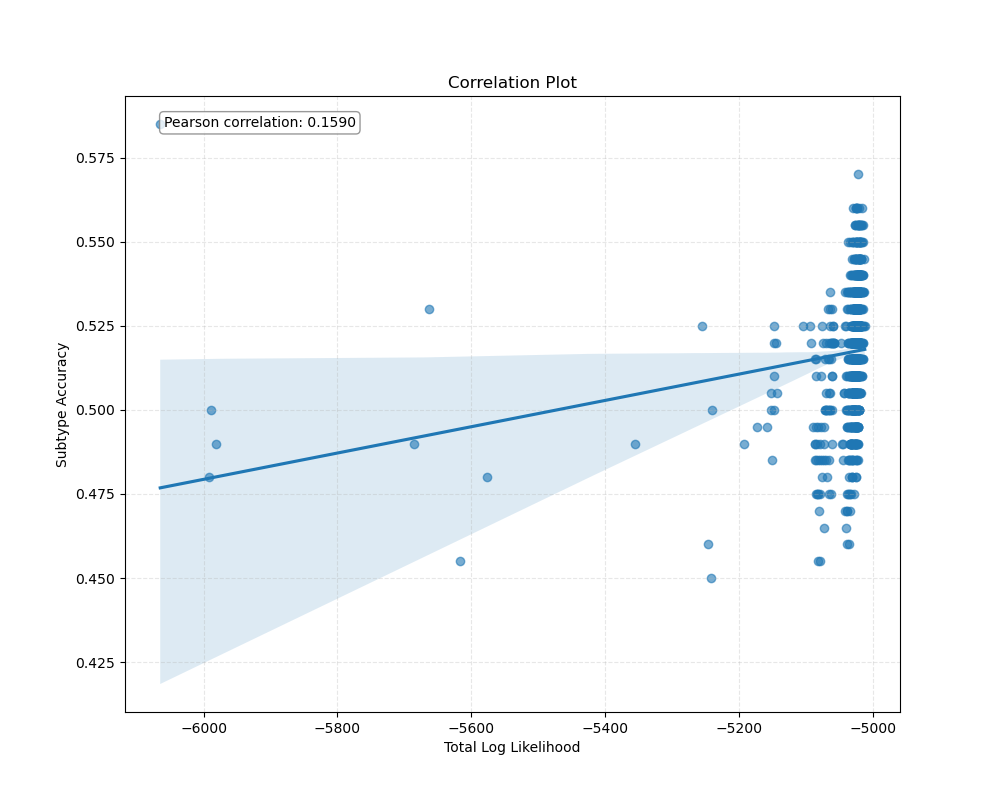 Correlation Plot
Pearson correlation: 0.1590
0.575
0.550
0.525
0.500
0.475
0.450
0.425
Subtype Accuracy
−6000 −5800 −5600 −5400 −5200 −5000
Total Log Likelihood